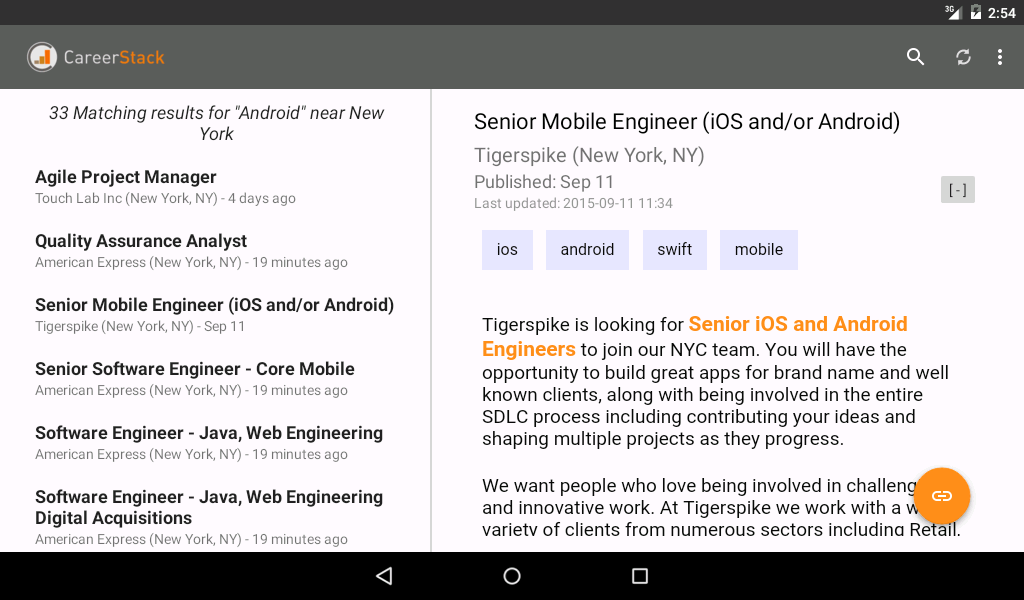 3G
2:54
CareerStack
33 Matching results for "Android" near New
York
Agile Project Manager
Touch Lab Inc (New York, NY) - 4 days ago
Quality Assurance Analyst
American Express (New York, NY) - 19 minutes ago
Senior Mobile Engineer (iOS and/or Android)
Tigerspike (New York, NY) - Sep 11
Senior Software Engineer - Core Mobile
American Express (New York, NY) - 19 minutes ago
Software Engineer - Java, Web Engineering
American Express (New York, NY) - 19 minutes ago
Software Engineer - Java, Web Engineering
Digital Acquisitions
American Express (New York, NY) - 19 minutes ago
Senior Mobile Engineer (iOS and/or Android)
Tigerspike (New York, NY)
Published: Sep 11
Last updated: 2015-09-11 11:34
[-]
ios android swift mobile
Tigerspike is looking for Senior iOS and Android
Engineers to join our NYC team. You will have the
opportunity to build great apps for brand name and well
known clients, along with being involved in the entire
SDLC process including contributing your ideas and
shaping multiple projects as they progress.
We want people who love being involved in challeng
and innovative work. At Tigerspike we work with a w
variety of clients from numerous sectors including Retail,